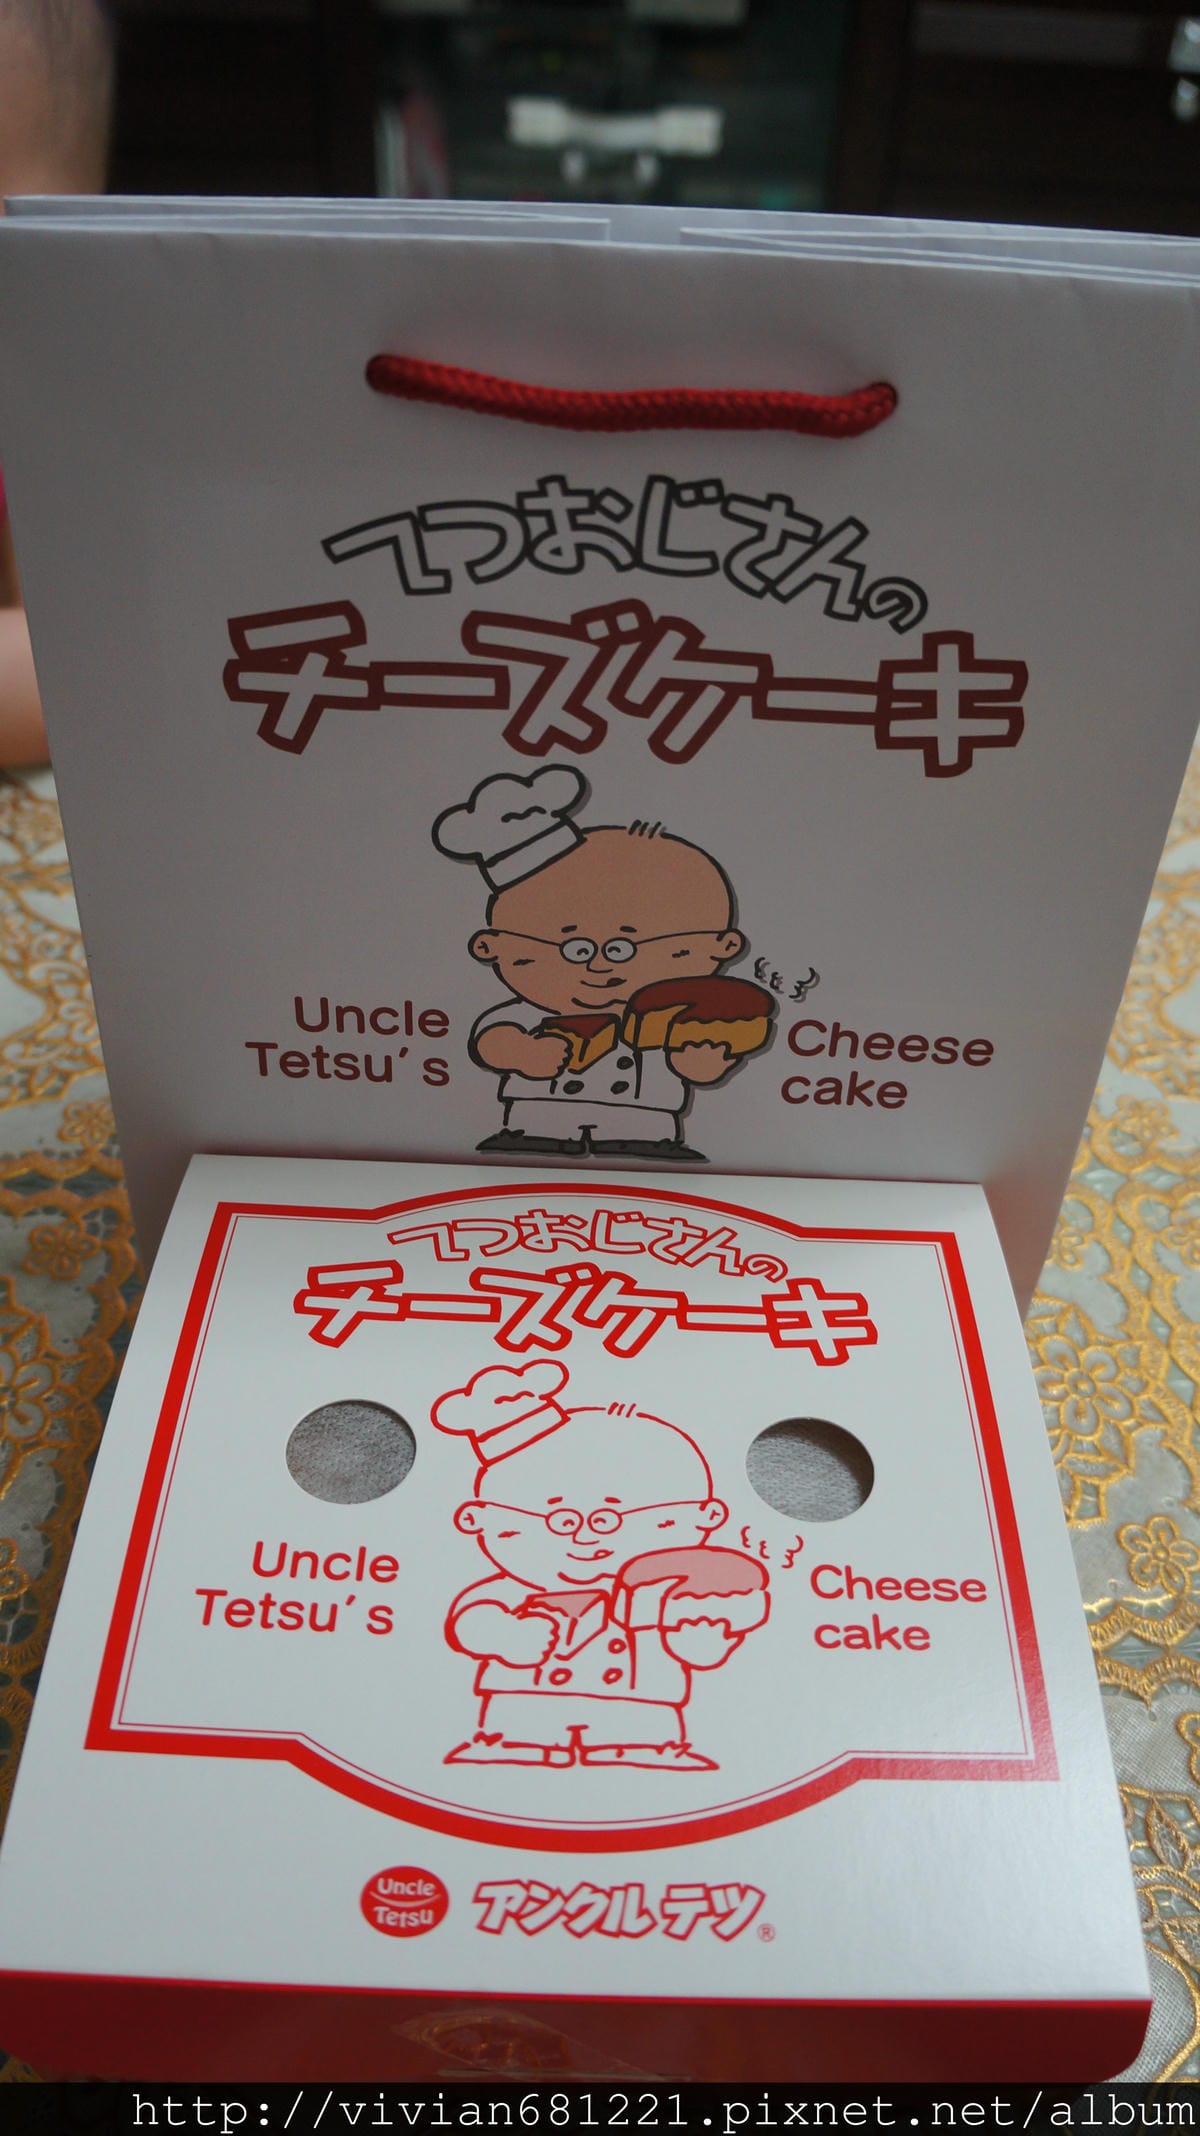 てつおじさんの
チーズケーキ
Uncle
Tetsu's
Cheese
cake
てつおじさんの
チーズケーキ
Uncle
Tetsu's
Cheese
cake
Uncle
Tetsu
アンクルテツ®
http://vivian681221.pixnet.net/album